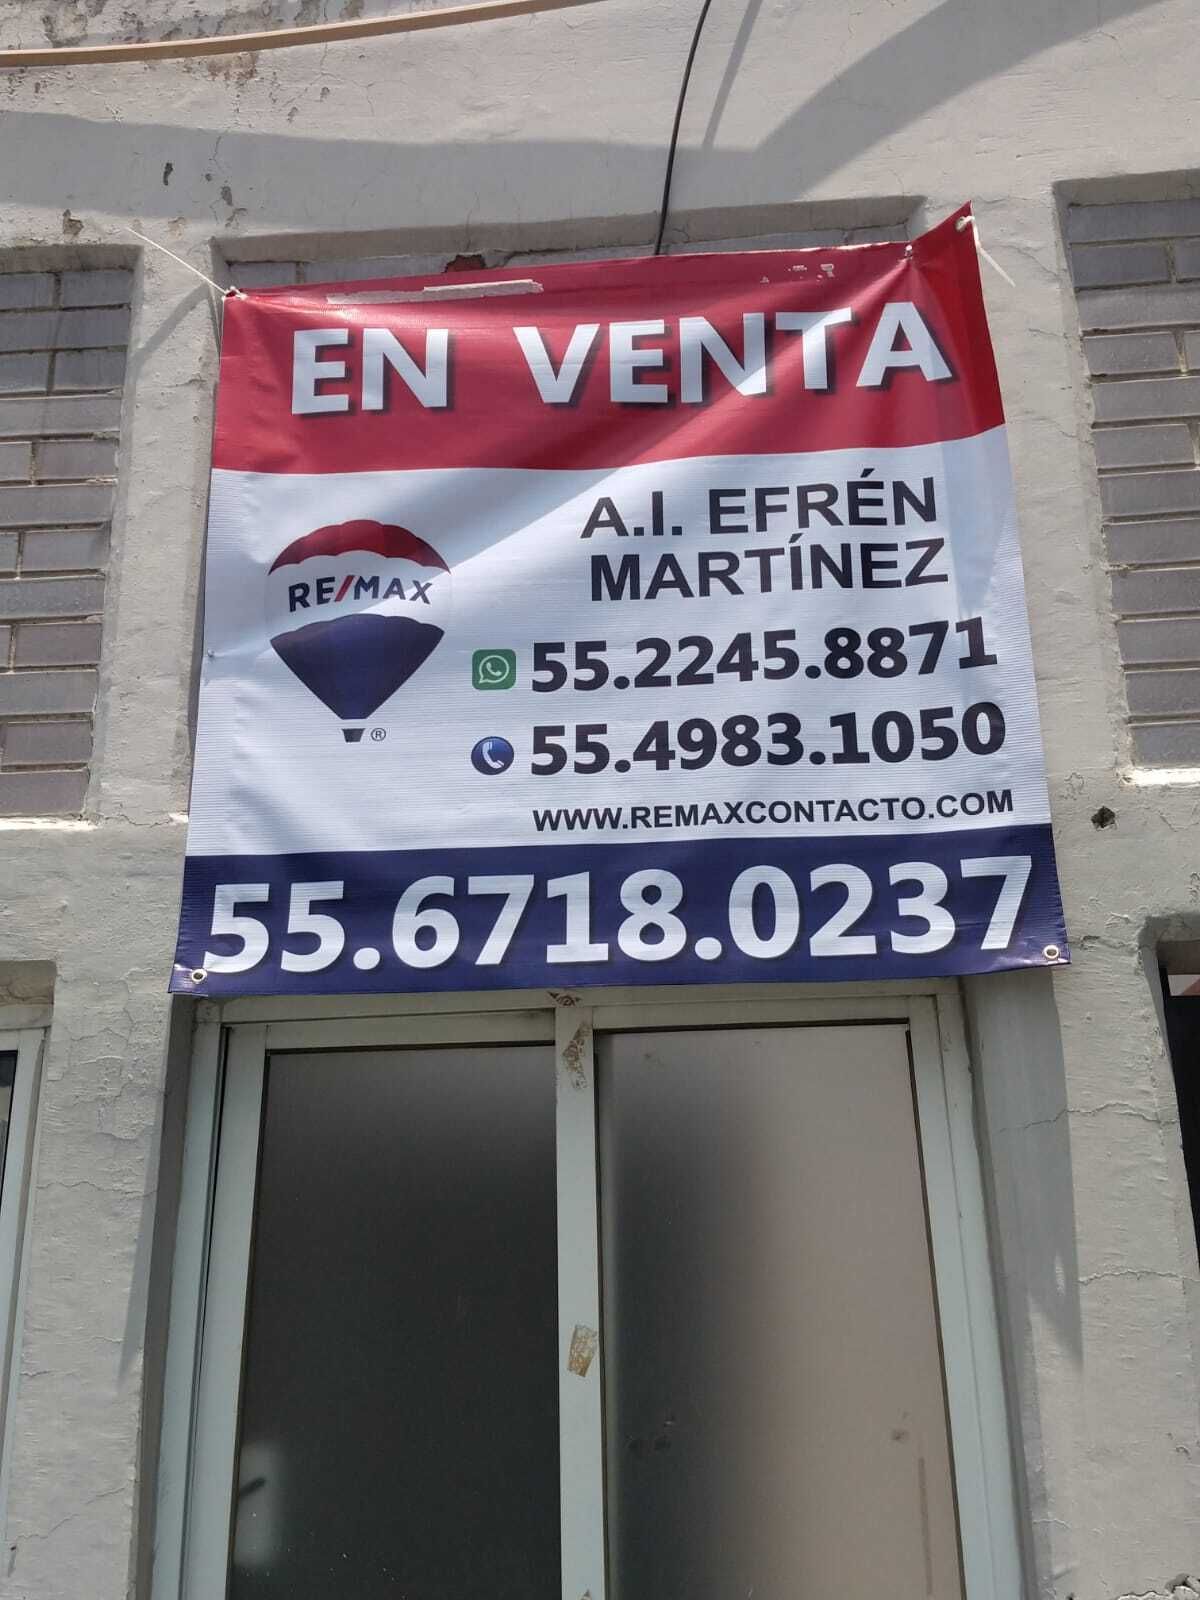 EN VENTA
A.I. EFRÉN
MARTÍNEZ
RE/MAX
®
55.2245.8871
55.4983.1050
WWW.REMAXCONTACTO.COM
55.6718.0237